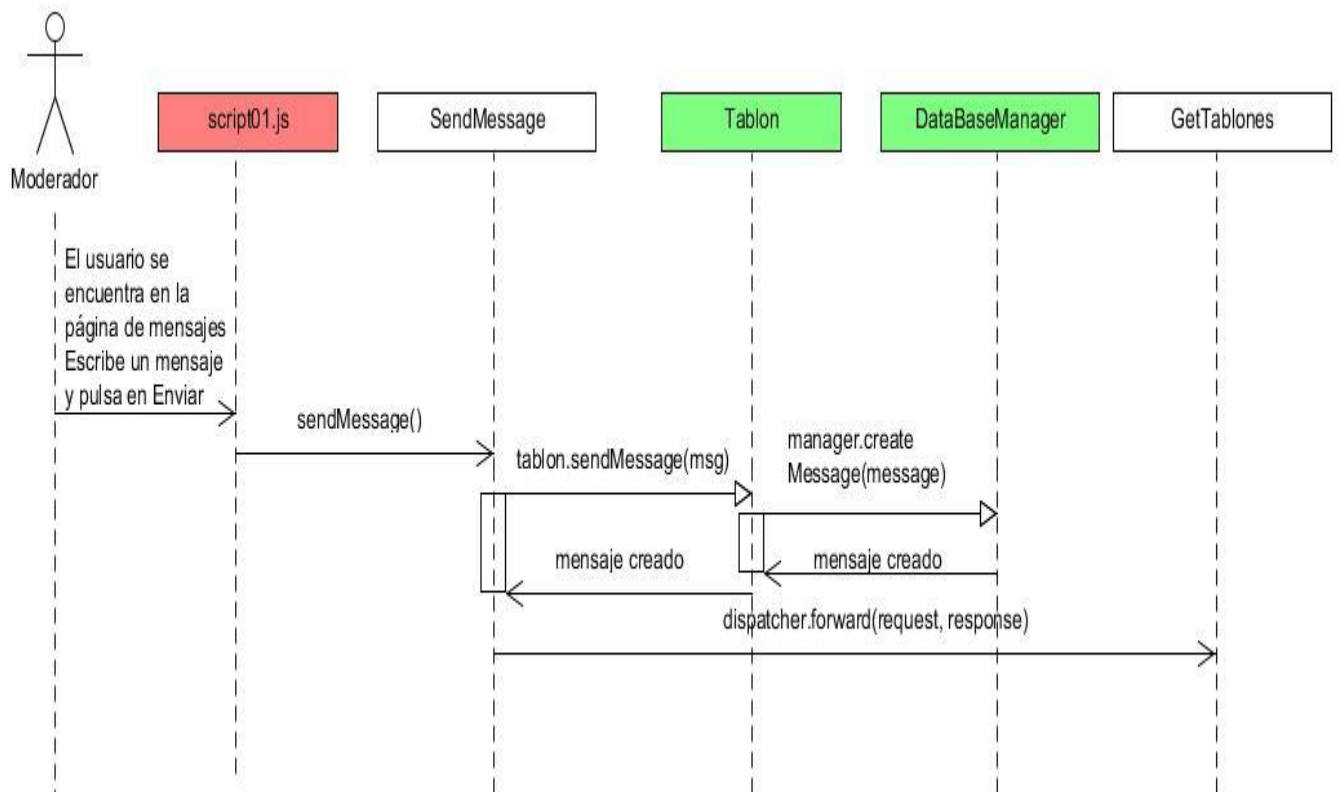 script01.js
SendMessage
Tablon
DataBaseManager
GetTablones
Moderador
El usuario se
encuentra en la
página de mensajes
Escribe un mensaje
y pulsa en Enviar
sendMessage()
tablon.sendMessage(msg)
manager.create
Message(message)
mensaje creado
mensaje creado
dispatcher.forward(request, response)